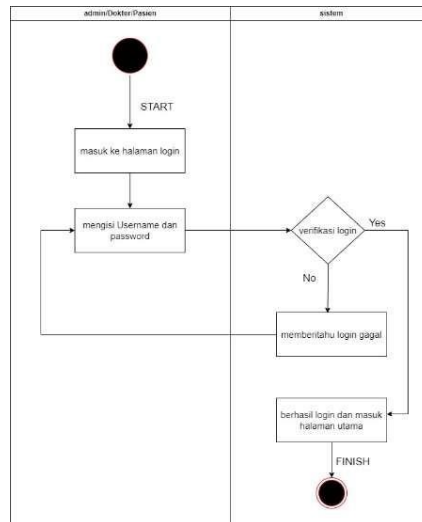 admin/Dokter/Pasien
sistem
START
masuk ke halaman login
mengisi Username dan
password
verifikasi login
Yes
No
memberitahu login gagal
berhasil login dan masuk
halaman utama
FINISH